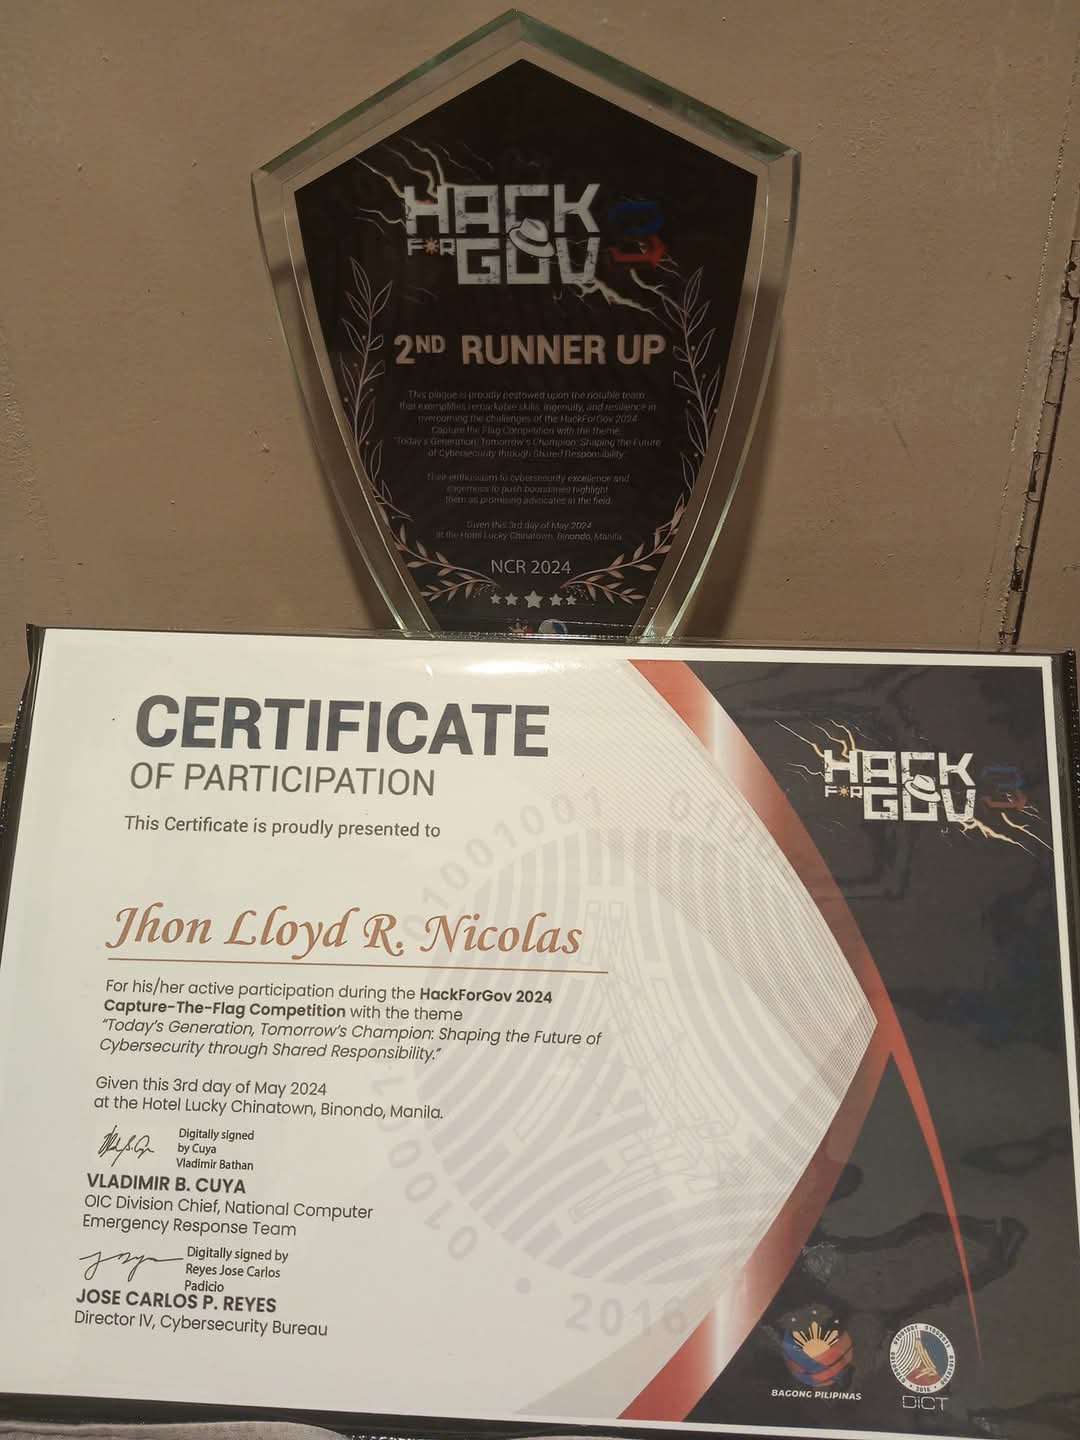 HACK
FOR
GOV 3
2ND RUNNER UP
This plaque is proudly bestowed upon the notable team
that exemplifies remarkable skills, ingenuity, and resilience in
overcoming the challenges of the HackForGov 2024
Capture the Flag Competition with the theme
"Today's Generation, Tomorrow's Champion: Shaping the Future
of Cybersecurity through Shared Responsibility."
Their enthusiasm to cybersecurity excellence and
eagerness to push boundaries highlight
them as promising advocates in the field.
Given this 3rd day of May 2024
at the Hotel Lucky Chinatown, Binondo, Manila
NCR 2024
CERTIFICATE
OF PARTICIPATION
This Certificate is proudly presented to
Jhon Lloyd R. Nicolas
For his/her active participation during the HackForGov 2024
Capture-The-Flag Competition with the theme
"Today's Generation, Tomorrow's Champion: Shaping the Future of
Cybersecurity through Shared Responsibility."
Given this 3rd day of May 2024
at the Hotel Lucky Chinatown, Binondo, Manila.
Digitally signed
by Cuya
Vladimir Bathan
VLADIMIR B. CUYA
OIC Division Chief, National Computer
Emergency Response Team
Digitally signed by
Reyes Jose Carlos
Padicio
JOSE CARLOS P. REYES
Director IV, Cybersecurity Bureau
HACK
FOR
GOV 3
2016
BAGONG PILIPINAS
2016
DICT